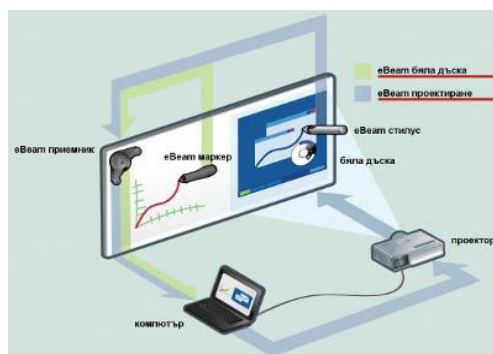 eBeam бяла дъска
eBeam проектиране
eBeam стилус
eBeam приемник
eBeam маркер
бяла дъска
проектор
компютър